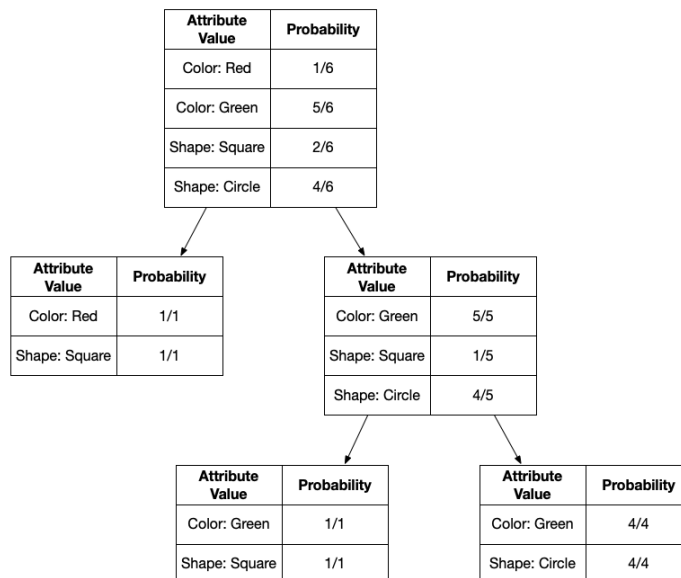 Attribute Value Probability
Color: Red 1/6
Color: Green 5/6
Shape: Square 2/6
Shape: Circle 4/6
Attribute Value Probability
Color: Red 1/1
Shape: Square 1/1
Attribute Value Probability
Color: Green 5/5
Shape: Square 1/5
Shape: Circle 4/5
Attribute Value Probability
Color: Green 1/1
Shape: Square 1/1
Attribute Value Probability
Color: Green 4/4
Shape: Circle 4/4